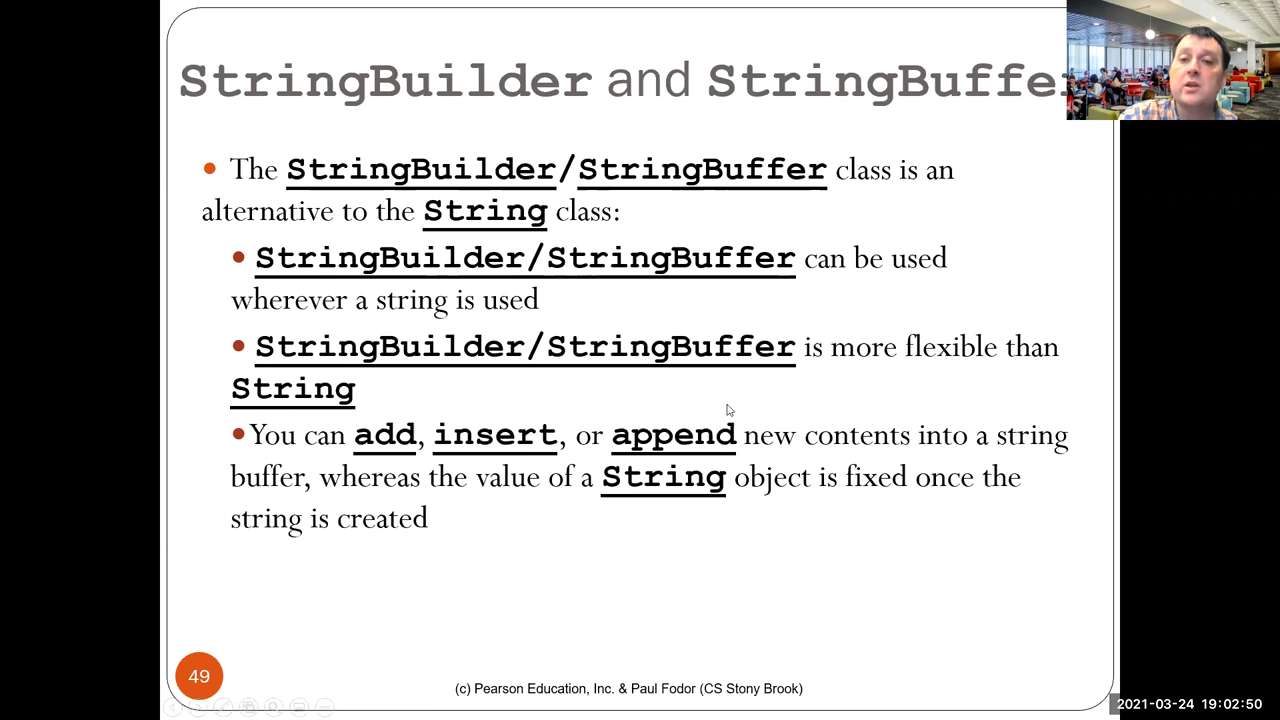 StringBuilder and StringBuffer
• The StringBuilder/StringBuffer class is an
alternative to the String class:
• StringBuilder/StringBuffer can be used
wherever a string is used
• StringBuilder/StringBuffer is more flexible than
String
•You can add, insert, or append new contents into a string
buffer, whereas the value of a String object is fixed once the
string is created
49
(c) Pearson Education, Inc. & Paul Fodor (CS Stony Brook)
2021-03-24 19:02:50